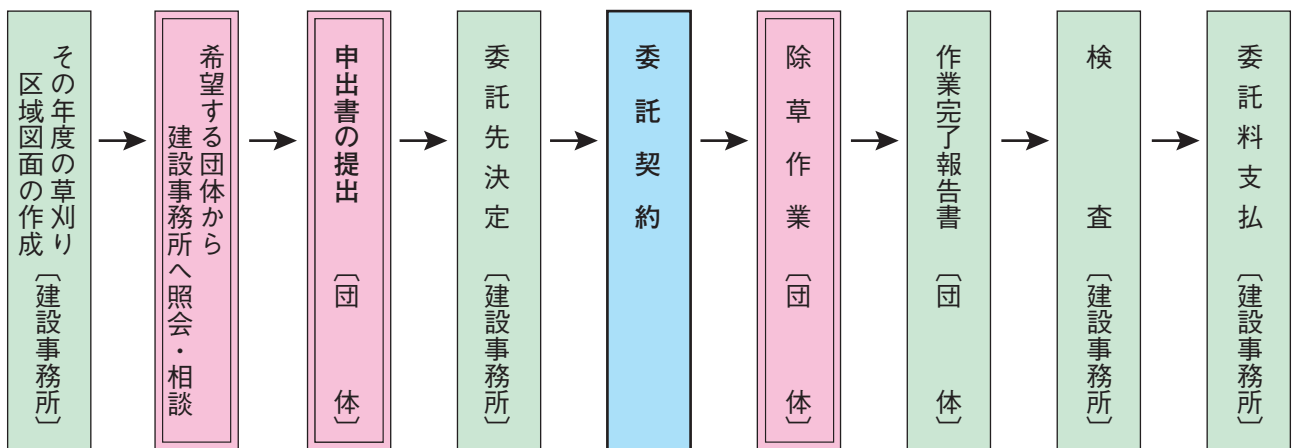 その年度の草刈り
区域図面の作成〔建設事務所〕
希望する団体から
建設事務所へ照会・相談
申出書の提出〔団体〕
委託先決定〔建設事務所〕
委託契約
除草作業〔団体〕
作業完了報告書〔団体〕
検査〔建設事務所〕
委託料支払〔建設事務所〕